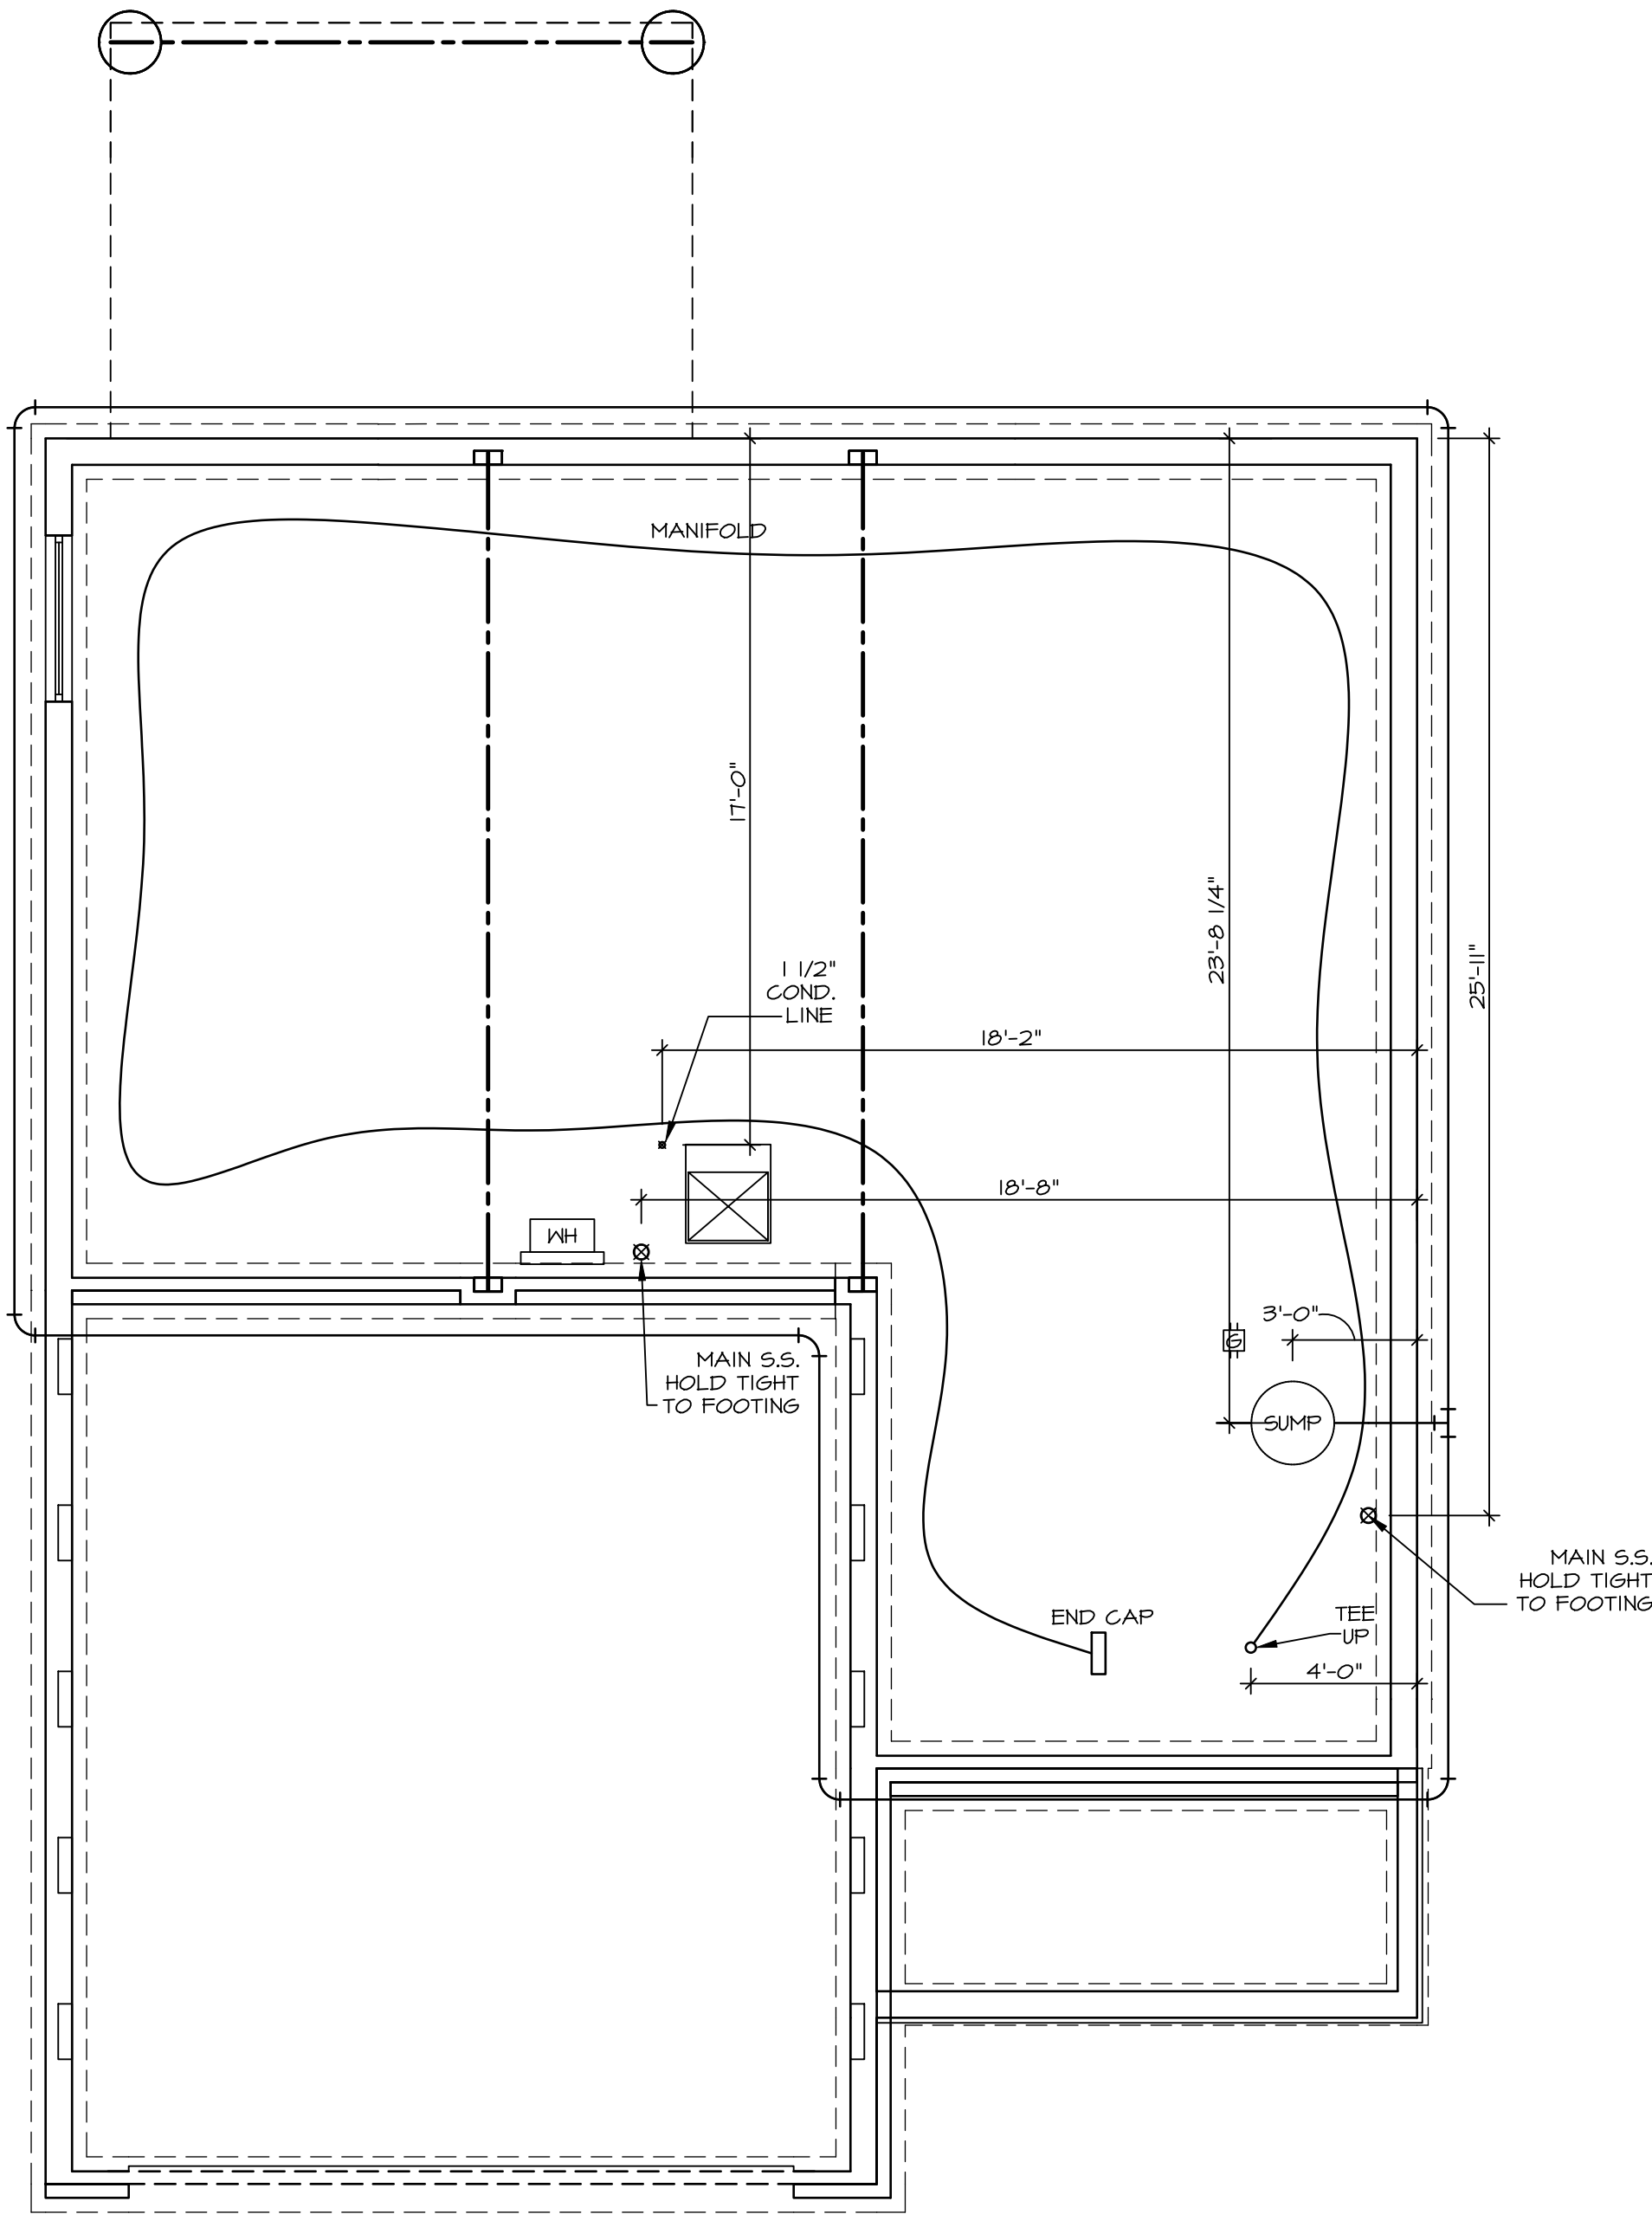 MANIFOLD
17'-0"
23'-8 1/4"
25'-11"
1 1/2"
COND.
LINE
18'-2"
18'-8"
WH
3'-0"
G
MAIN S.S.
HOLD TIGHT
TO FOOTING
SUMP
MAIN S.S.
HOLD TIGHT
TO FOOTING
END CAP
TEE
UP
4'-0"